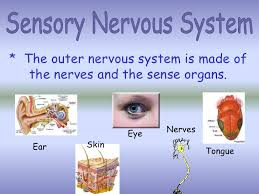 Sensory Nervous System
* The outer nervous system is made of
the nerves and the sense organs.
Ear
Skin
Eye
Nerves
Tongue